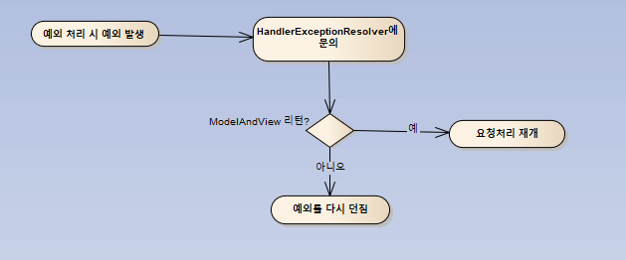 예외 처리 시 예외 발생
HandlerExceptionResolver에
문의
ModelAndView 리턴?
예
요청처리 재개
아니오
예외를 다시 던짐